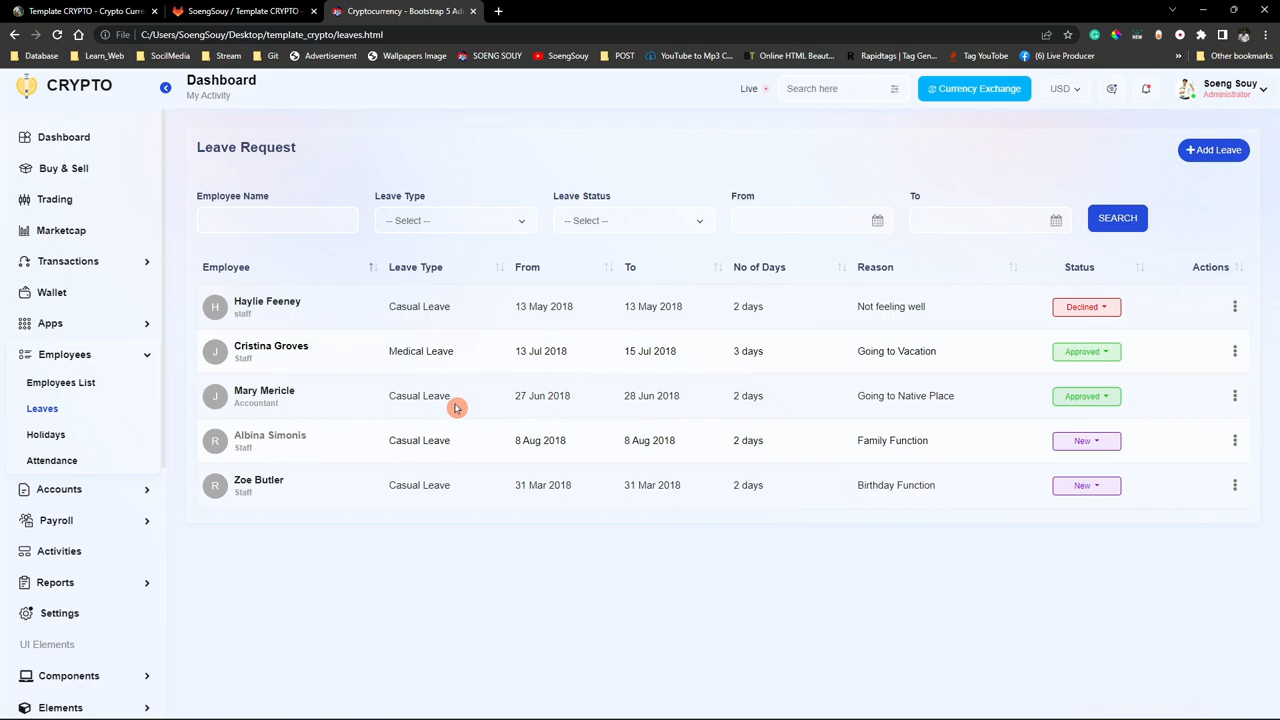 Template CRYPTO - Crypto Curre
SoengSouy / Template CRYPTO ·
Cryptocurrency - Bootstrap 5 Ad
File
C:/Users/SoengSouy/Desktop/template_crypto/leaves.html
Database
Learn_Web
SocilMedia
Stream
Git
Advertisement
Wallpapers Image
SOENG SOUY
SoengSouy
POST
YouTube to Mp3 C...
Online HTML Beaut...
Rapidtags | Tag Gen...
Tag YouTube
(6) Live Producer
Other bookmarks
CRYPTO
Dashboard
My Activity
Live
Search here
Currency Exchange
USD
Soeng Souy
Administrator
Dashboard
Buy & Sell
Trading
Marketcap
Transactions
Wallet
Apps
Employees
Employees List
Leaves
Holidays
Attendance
Accounts
Payroll
Activities
Reports
Settings
UI Elements
Components
Elements
Leave Request
+ Add Leave
Employee Name
Leave Type
Leave Status
From
To
-- Select --
-- Select --
SEARCH
Employee Leave Type From To No of Days Reason Status Actions
H Haylie Feeney staff Casual Leave 13 May 2018 13 May 2018 2 days Not feeling well Declined
J Cristina Groves Staff Medical Leave 13 Jul 2018 15 Jul 2018 3 days Going to Vacation Approved
J Mary Mericle Accountant Casual Leave 27 Jun 2018 28 Jun 2018 2 days Going to Native Place Approved
R Albina Simonis Staff Casual Leave 8 Aug 2018 8 Aug 2018 2 days Family Function New
R Zoe Butler Staff Casual Leave 31 Mar 2018 31 Mar 2018 2 days Birthday Function New